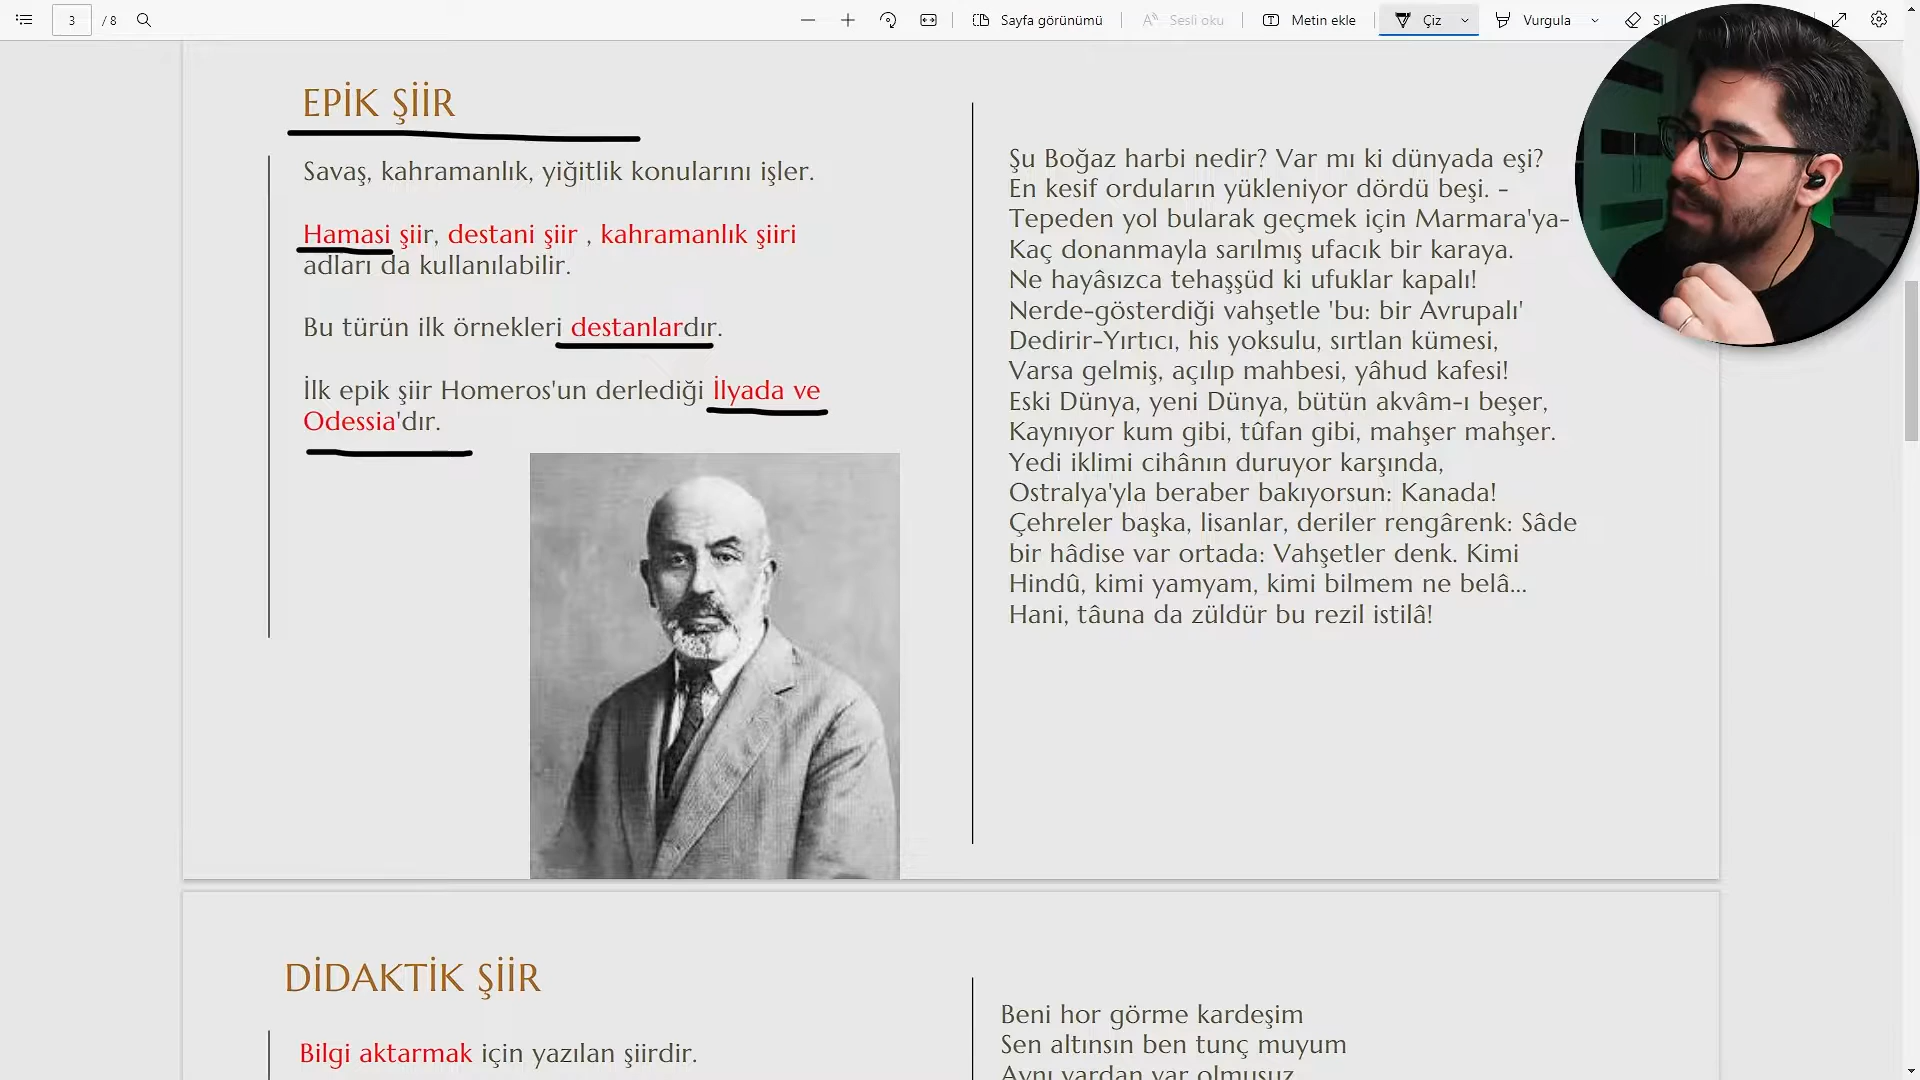 3 / 8
Sayfa görünümü
Sesli oku
Metin ekle
Çiz
Vurgula
EPİK ŞİİR
Savaş, kahramanlık, yiğitlik konularını işler.
Hamasi şiir, destani şiir , kahramanlık şiiri
adları da kullanılabilir.
Bu türün ilk örnekleri destanlardır.
İlk epik şiir Homeros'un derlediği İlyada ve
Odessia'dır.
Şu Boğaz harbi nedir? Var mı ki dünyada eşi?
En kesif orduların yükleniyor dördü beşi. -
Tepeden yol bularak geçmek için Marmara'ya-
Kaç donanmayla sarılmış ufacık bir karaya.
Ne hayâsızca tehaşşüd ki ufuklar kapalı!
Nerde-gösterdiği vahşetle 'bu: bir Avrupalı'
Dedirir-Yırtıcı, his yoksulu, sırtlan kümesi,
Varsa gelmiş, açılıp mahbesi, yâhud kafesi!
Eski Dünya, yeni Dünya, bütün akvâm-ı beşer,
Kaynıyor kum gibi, tûfan gibi, mahşer mahşer.
Yedi iklimi cihânın duruyor karşında,
Ostralya'yla beraber bakıyorsun: Kanada!
Çehreler başka, lisanlar, deriler rengârenk: Sâde
bir hâdise var ortada: Vahşetler denk. Kimi
Hindû, kimi yamyam, kimi bilmem ne belâ...
Hani, tâuna da züldür bu rezil istilâ!
DİDAKTİK ŞİİR
Bilgi aktarmak için yazılan şiirdir.
Beni hor görme kardeşim
Sen altınsın ben tunç muyum